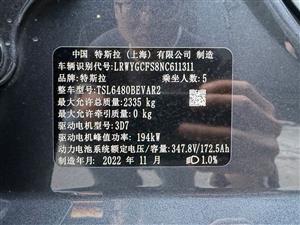 中国 特斯拉（上海）有限公司 制造
车辆识别代号: LRWYGCFS8NC611311
品牌: 特斯拉 乘坐人数: 5
整车型号: TSL6480BEVAR2
最大允许总质量: 2335 kg
最大允许牵引质量: 0 kg
驱动电机型号: 3D7
驱动电机峰值功率: 194kW
动力电池系统额定电压/容量: 347.8V/172.5Ah
制造年月: 2022 年 11 月 1.0%